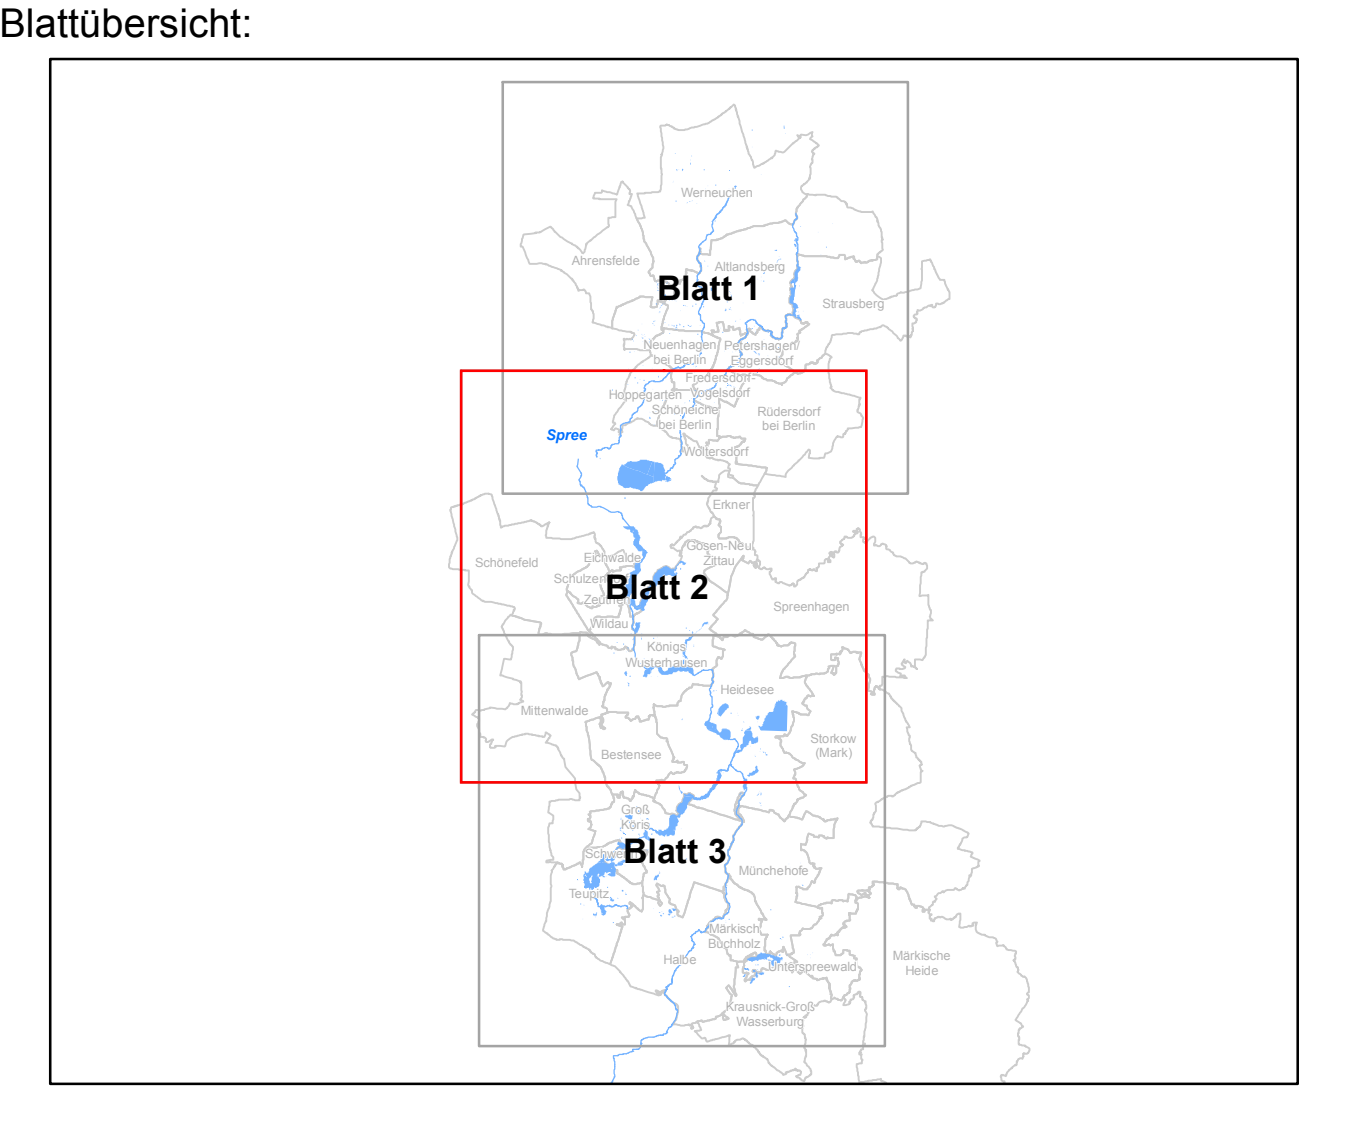 Blattübersicht:
Werneuchen
Ahrensfelde
Altlandsberg
Blatt 1
Strausberg
Neuenhagen
bei Berlin
Petershagen/
Eggersdorf
Fredersdorf-
Vogelsdorf
Hoppegarten
Schöneiche
bei Berlin
Rüdersdorf
bei Berlin
Spree
Woltersdorf
Erkner
Gosen-Neu
Zittau
Schönefeld
Eichwalde
Schulzen
Zeuthen
Blatt 2
Wildau
Spreenhagen
Königs
Wusterhausen
Heidesee
Mittenwalde
Storkow
(Mark)
Bestensee
Groß
Köris
Schwe
Blatt 3
Münchehofe
Teupitz
Märkisch
Buchholz
Halbe
Unterspreewald
Märkische
Heide
Krausnick-Groß
Wasserburg